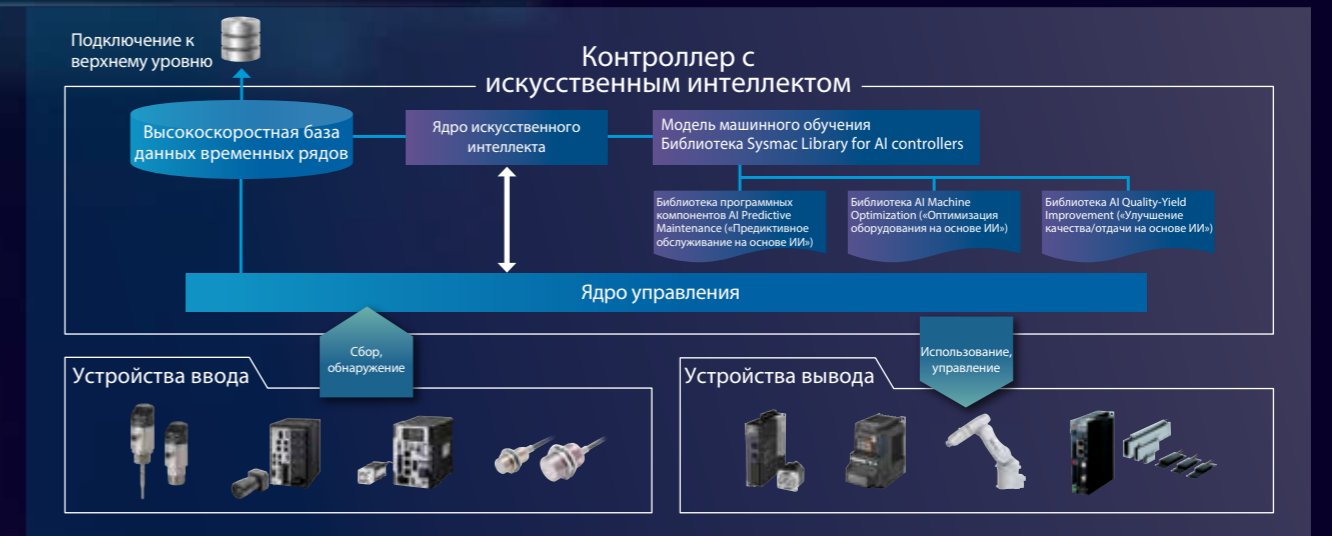 Подключение к
верхнему уровню
Контроллер с
искусственным интеллектом
Высокоскоростная база
данных временных рядов
Ядро искусственного
интеллекта
Модель машинного обучения
Библиотека Sysmac Library for AI controllers
Библиотека программных
компонентов AI Predictive
Maintenance («Предиктивное
обслуживание на основе ИИ»)
Библиотека AI Machine
Optimization («Оптимизация
оборудования на основе ИИ»)
Библиотека AI Quality-Yield
Improvement («Улучшение
качества/отдачи на основе ИИ»)
Ядро управления
Сбор,
обнаружение
Использование,
управление
Устройства ввода
Устройства вывода